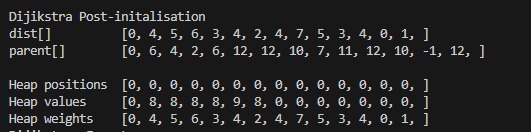 Dijikstra Post-initalisation
dist[] [0, 4, 5, 6, 3, 4, 2, 4, 7, 5, 3, 4, 0, 1, ]
parent[] [0, 6, 4, 2, 6, 12, 12, 10, 7, 11, 12, 10, -1, 12, ]
Heap positions [0, 0, 0, 0, 0, 0, 0, 0, 0, 0, 0, 0, 0, 0, ]
Heap values [0, 8, 8, 8, 8, 9, 8, 0, 0, 0, 0, 0, 0, 0, ]
Heap weights [0, 4, 5, 6, 3, 4, 2, 4, 7, 5, 3, 4, 0, 1, ]